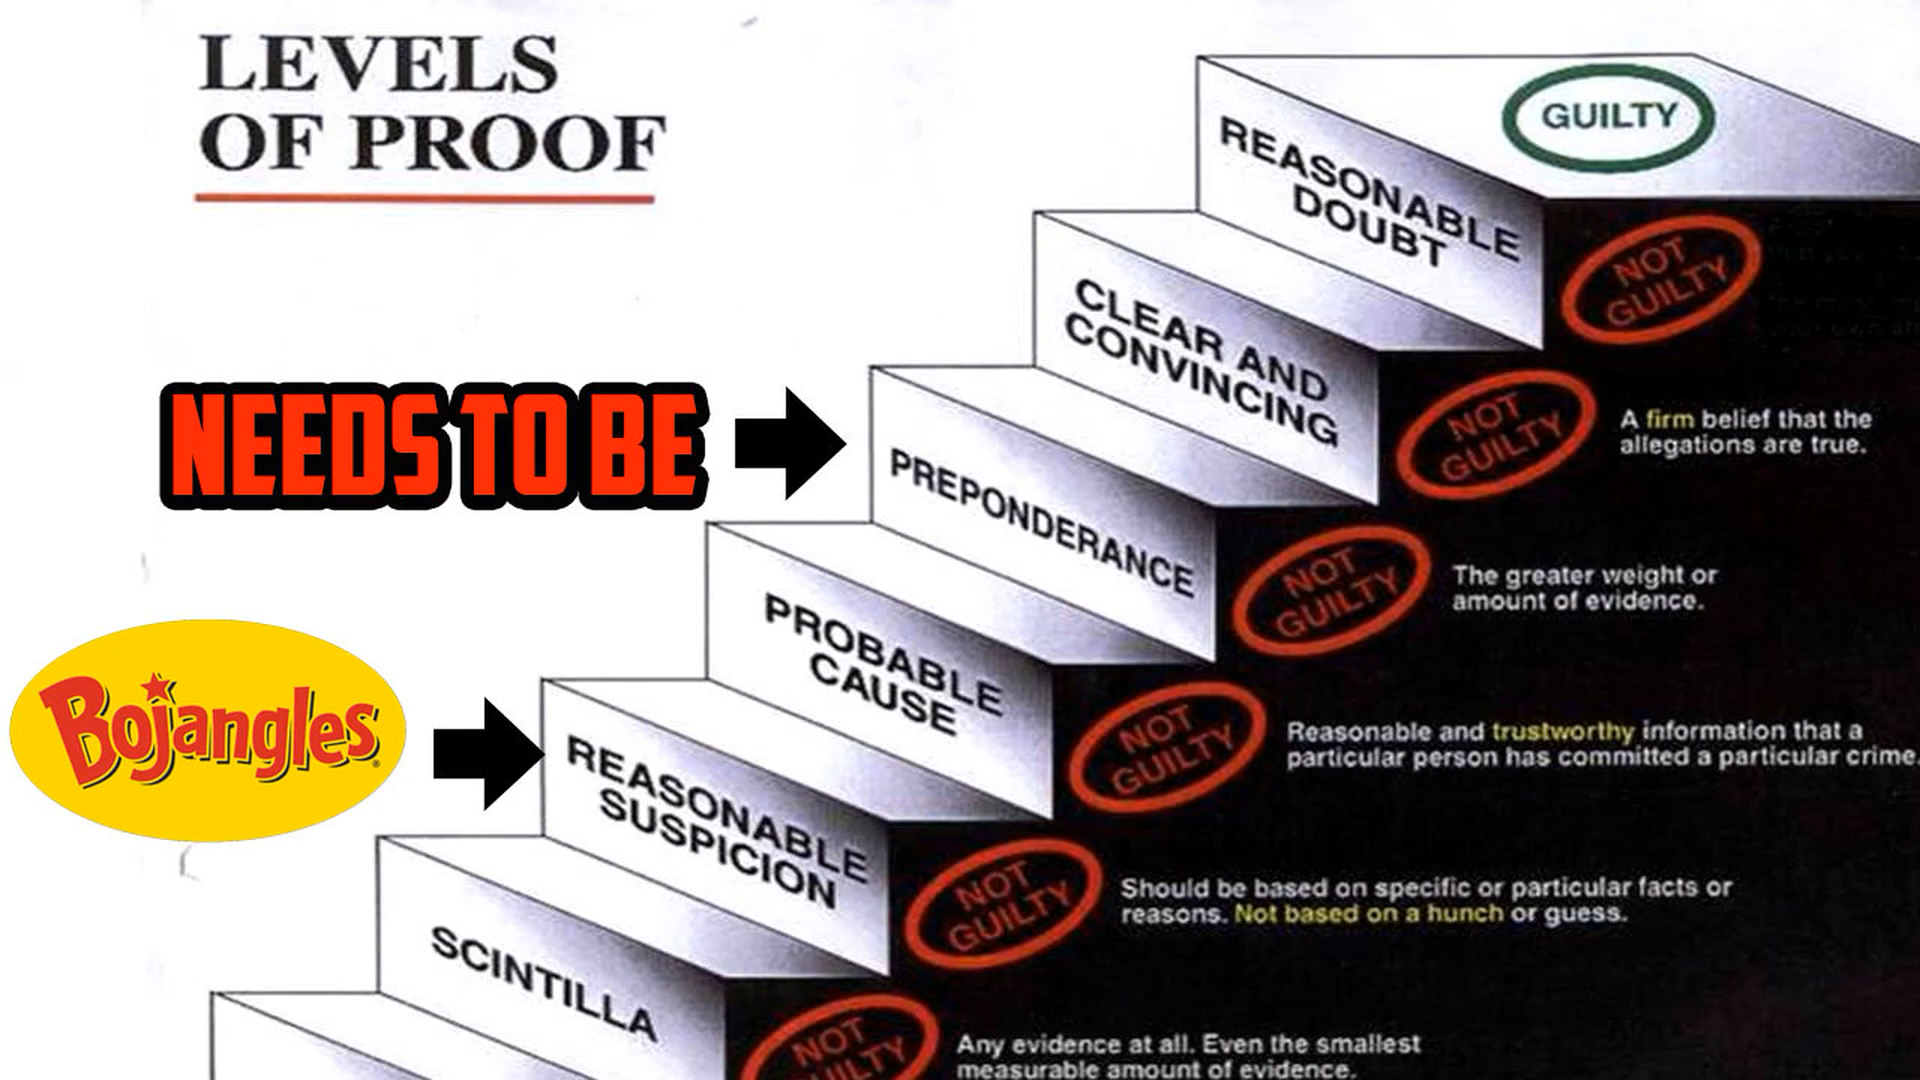 LEVELS
OF PROOF
GUILTY
REASONABLE
DOUBT
NOT
GUILTY
CLEAR AND
CONVINCING
NOT
GUILTY
A firm belief that the
allegations are true.
NEEDS TO BE
PREPONDERANCE
NOT
GUILTY
The greater weight or
amount of evidence.
PROBABLE
CAUSE
NOT
GUILTY
Reasonable and trustworthy information that a
particular person has committed a particular crime.
Bojangles®
REASONABLE
SUSPICION
NOT
GUILTY
Should be based on specific or particular facts or
reasons. Not based on a hunch or guess.
SCINTILLA
NOT
GUILTY
Any evidence at all. Even the smallest
measurable amount of evidence.